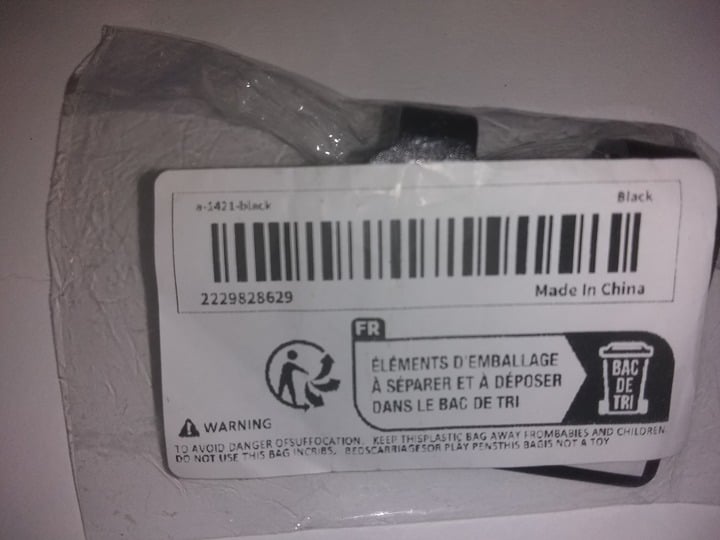 a-1421-black
Black
2229828629
Made In China
FR
ÉLÉMENTS D'EMBALLAGE
À SÉPARER ET À DÉPOSER
DANS LE BAC DE TRI
BAC
DE
TRI
WARNING
TO AVOID DANGER OFSUFFOCATION, KEEP THISPLASTIC BAG AWAY FROMBABIES AND CHILDREN.
DO NOT USE THIS BAG INCRIBS, BEDSCARRIAGESOR PLAY PENSTHIS BAGIS NOT A TOY